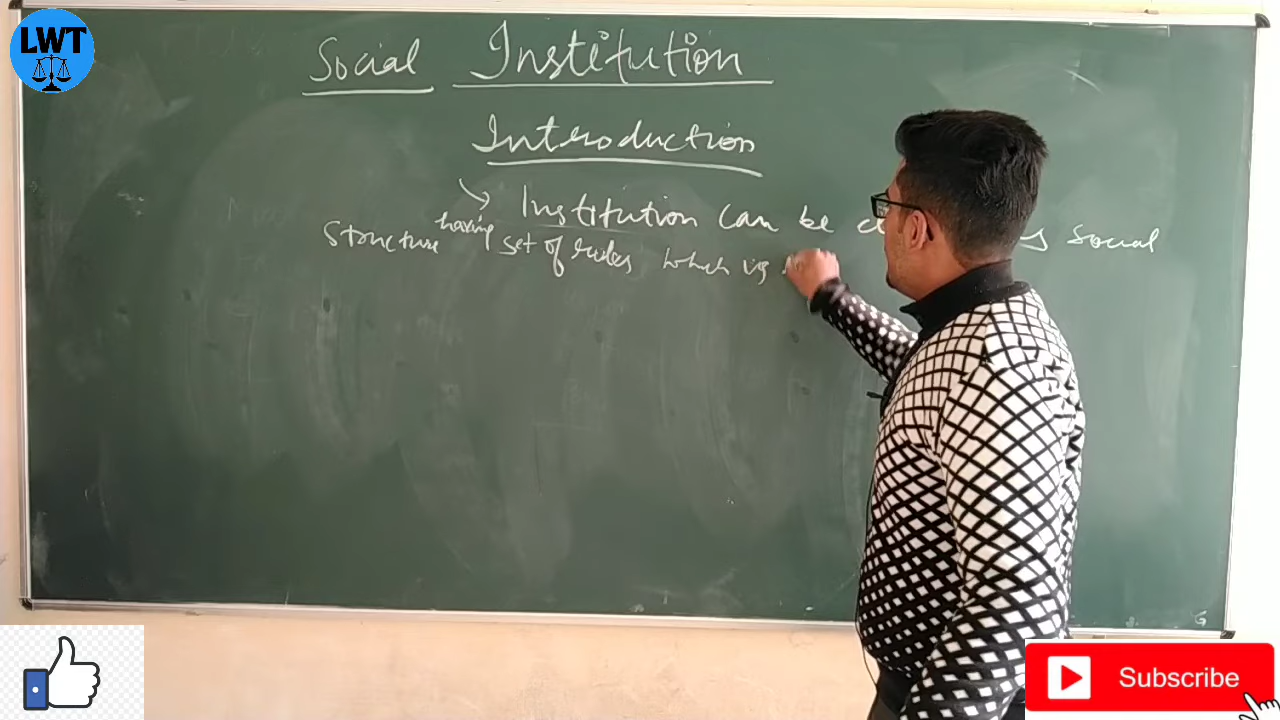 LWT
Social Institution
Introduction
Institution can be social
Structure having set of rules which is
Subscribe